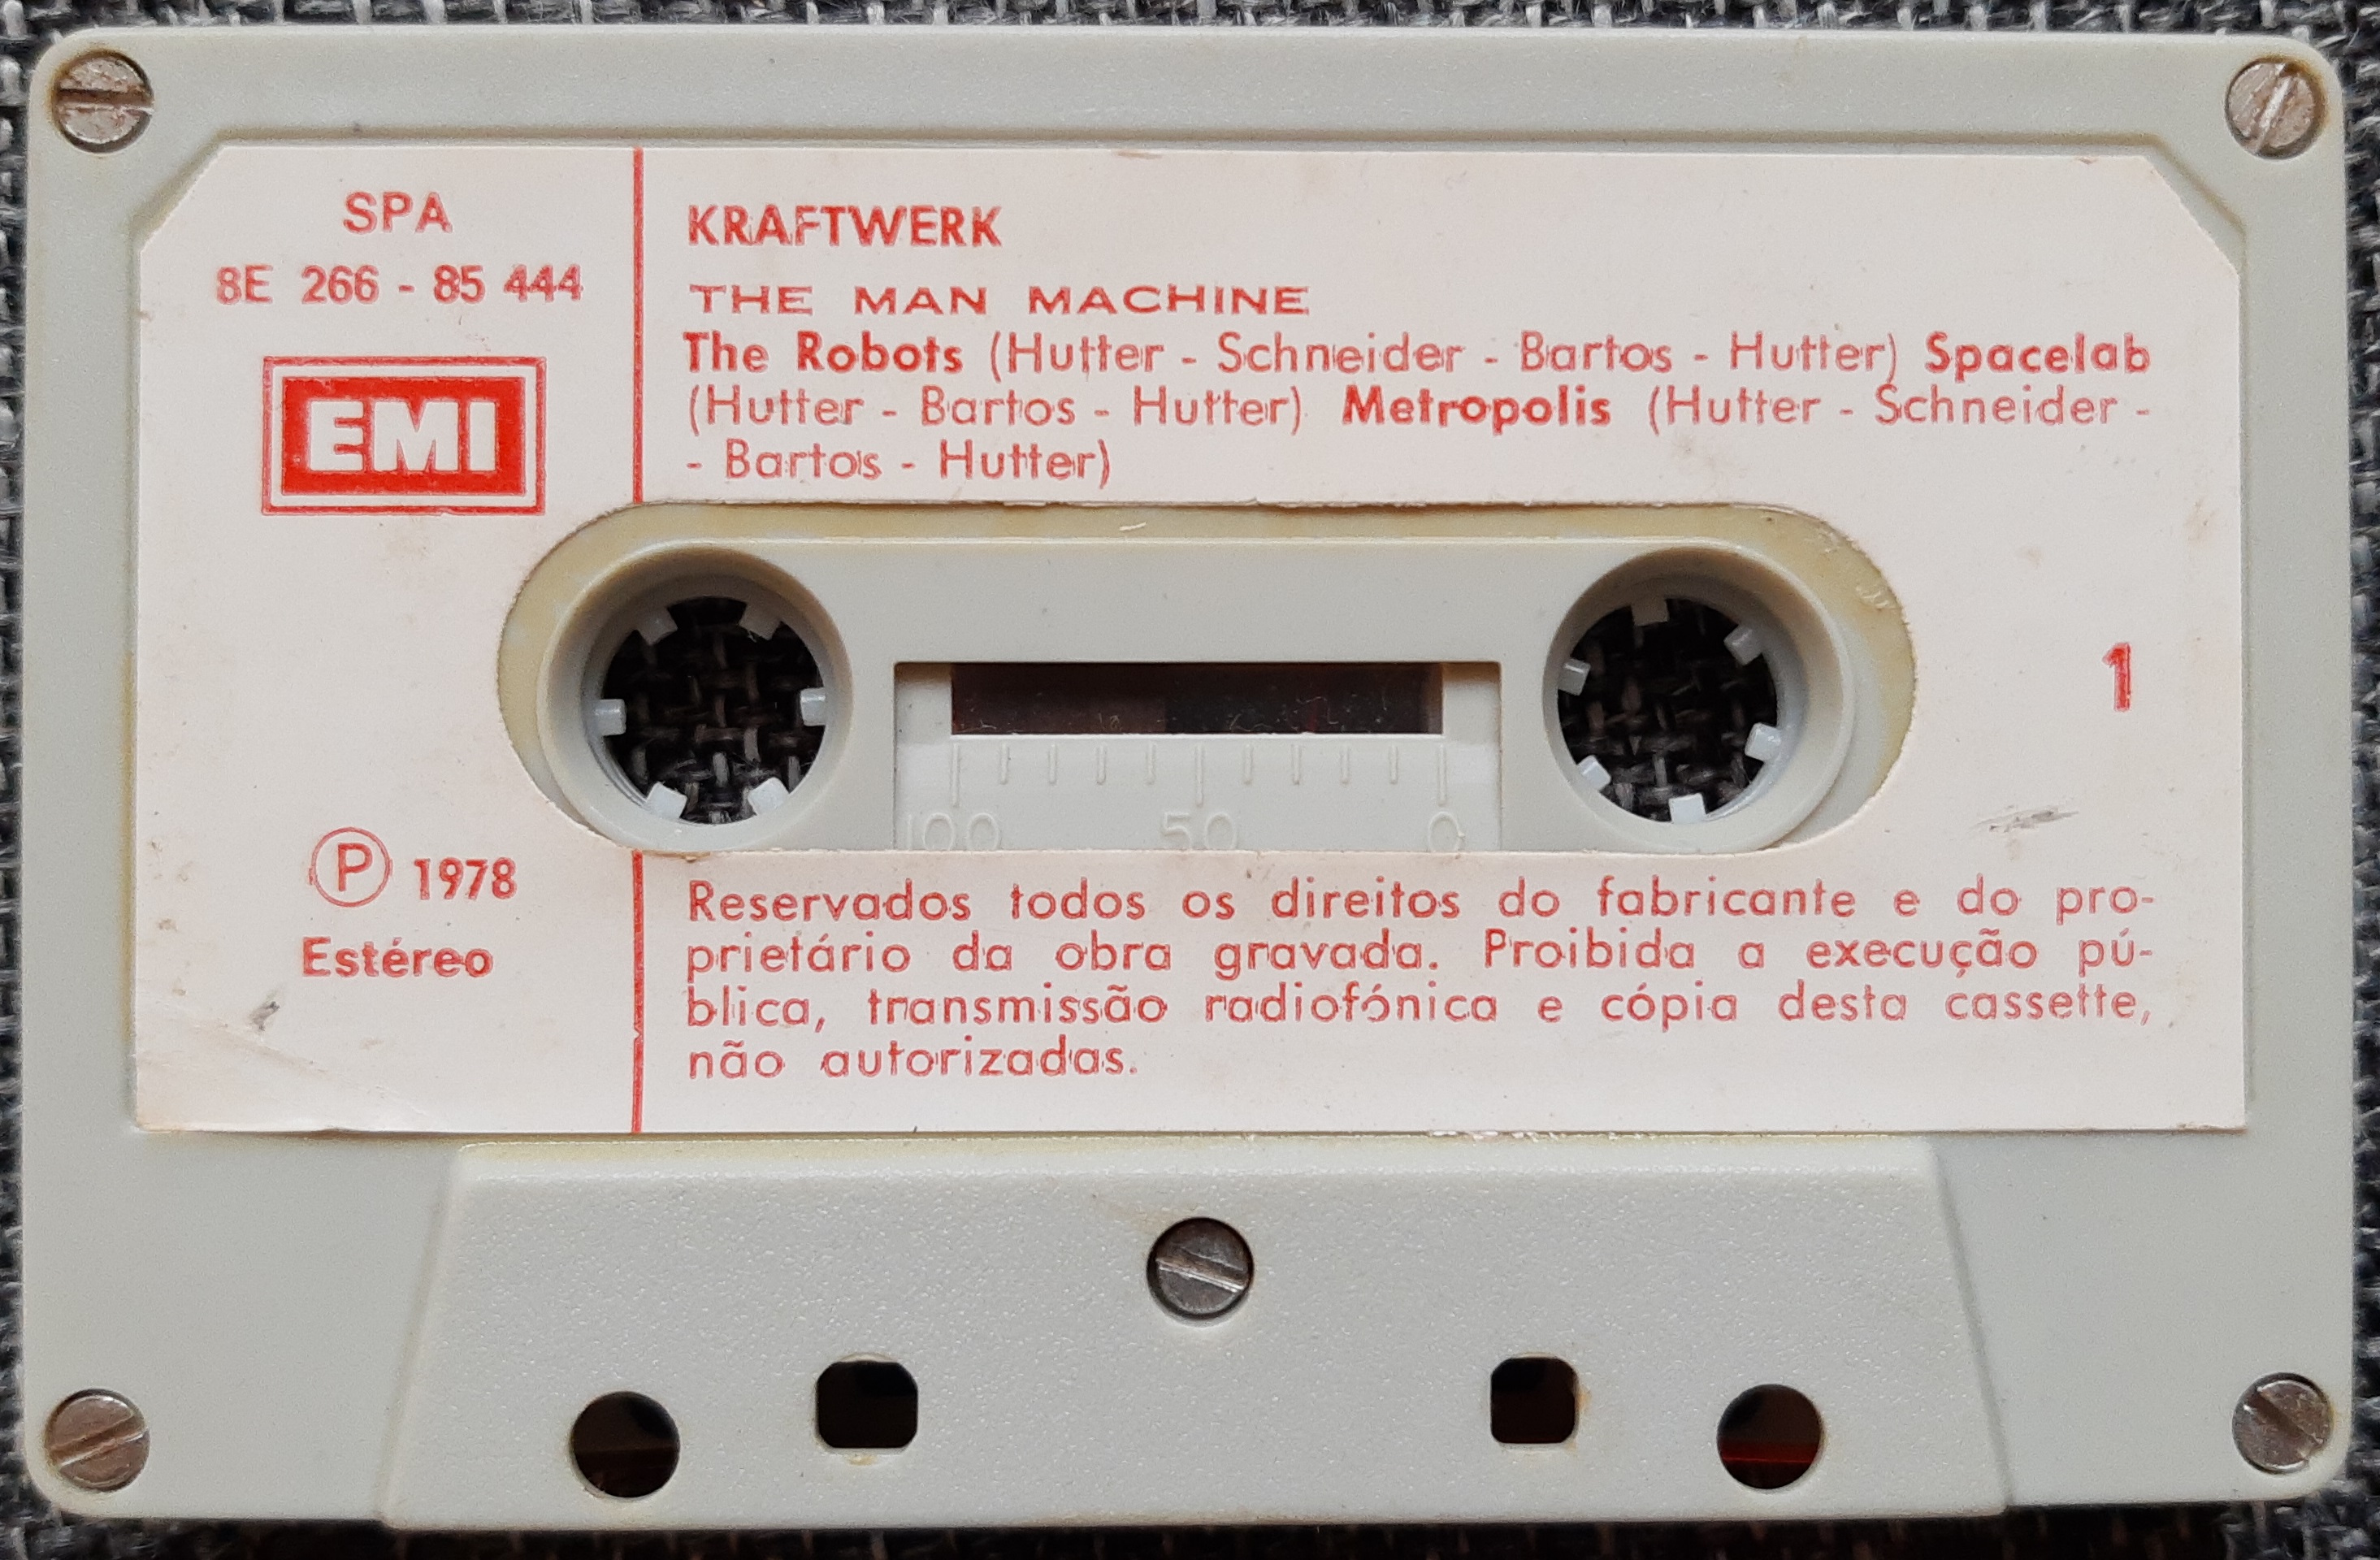 SPA
8E 266 - 85 444
EMI
KRAFTWERK
THE MAN MACHINE
The Robots (Hutter - Schneider - Bartos - Hutter) Spacelab
(Hutter - Bartos - Hutter) Metropolis (Hutter - Schneider -
- Bartos - Hutter)
1
100 50 0
Ⓟ 1978
Estéreo
Reservados todos os direitos do fabricante e do pro-
prietário da obra gravada. Proibida a execução pú-
blica, transmissão radiofónica e cópia desta cassette,
não autorizadas.